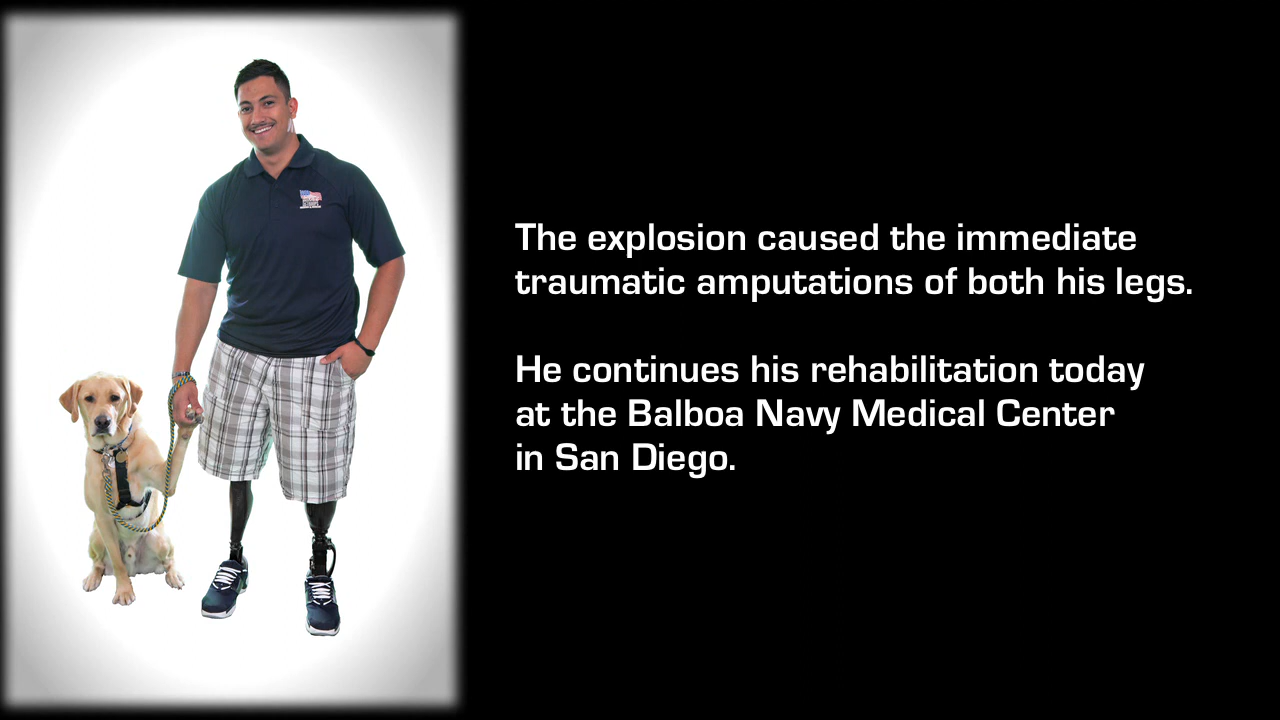 The explosion caused the immediate
traumatic amputations of both his legs.
He continues his rehabilitation today
at the Balboa Navy Medical Center
in San Diego.